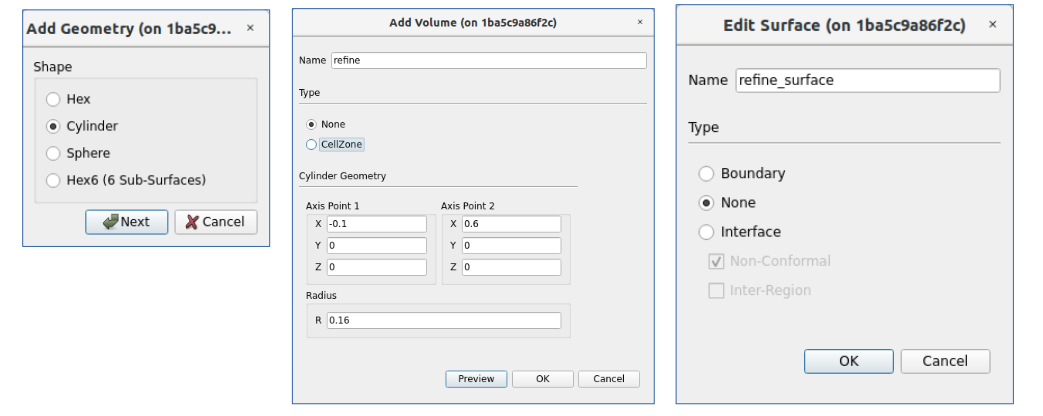 Add Geometry (on 1ba5c9... ×
Shape
Hex
Cylinder
Sphere
Hex6 (6 Sub-Surfaces)
Next Cancel
Add Volume (on 1ba5c9a86f2c) ×
Name refine
Type
None
CellZone
Cylinder Geometry
Axis Point 1 Axis Point 2
X -0.1 X 0.6
Y 0 Y 0
Z 0 Z 0
Radius
R 0.16
Preview OK Cancel
Edit Surface (on 1ba5c9a86f2c) ×
Name refine_surface
Type
Boundary
None
Interface
Non-Conformal
Inter-Region
OK Cancel